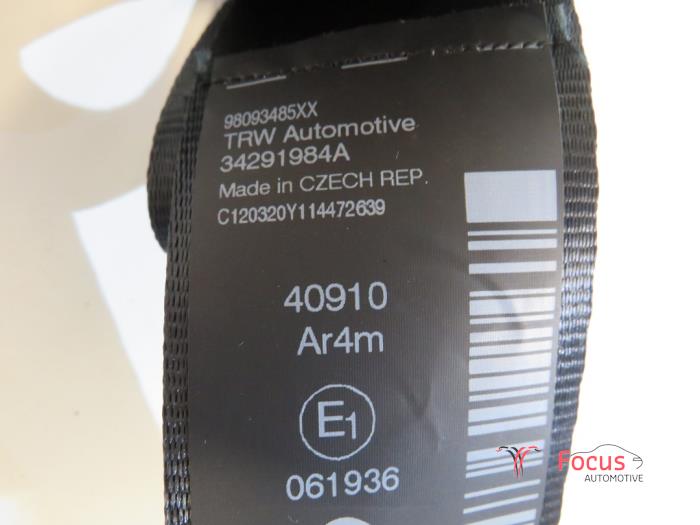 98093485XX
TRW Automotive
34291984A
Made in CZECH REP.
C120320Y114472639
40910
Ar4m
E1
061936
Focus
AUTOMOTIVE